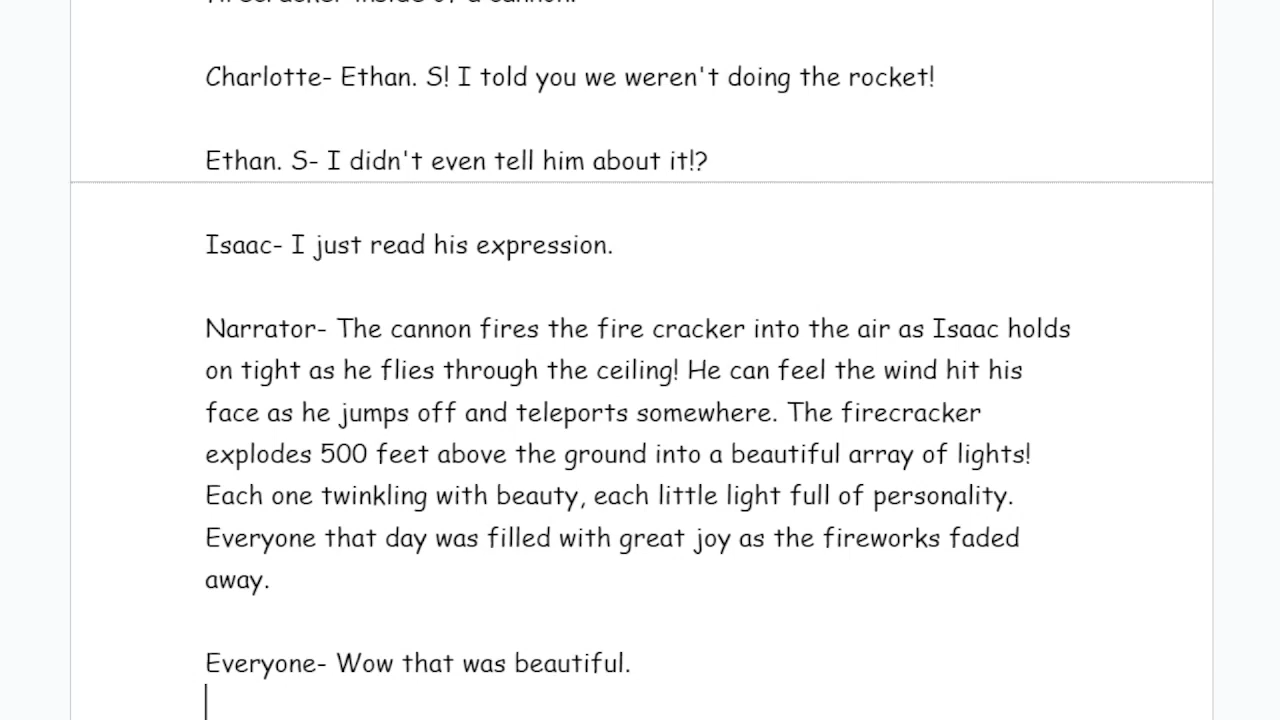 firecracker inside of a cannon.
Charlotte- Ethan. S! I told you we weren't doing the rocket!
Ethan. S- I didn't even tell him about it!?
Isaac- I just read his expression.
Narrator- The cannon fires the fire cracker into the air as Isaac holds
on tight as he flies through the ceiling! He can feel the wind hit his
face as he jumps off and teleports somewhere. The firecracker
explodes 500 feet above the ground into a beautiful array of lights!
Each one twinkling with beauty, each little light full of personality.
Everyone that day was filled with great joy as the fireworks faded
away.
Everyone- Wow that was beautiful.